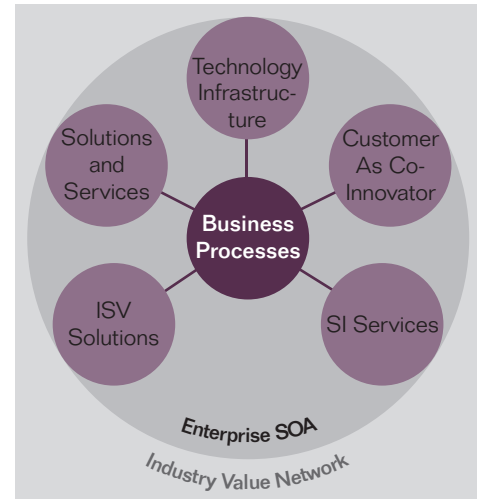 Technology
Infrastruc-
ture
Solutions
and
Services
Customer
As Co-
Innovator
Business
Processes
ISV
Solutions
SI Services
Enterprise SOA
Industry Value Network